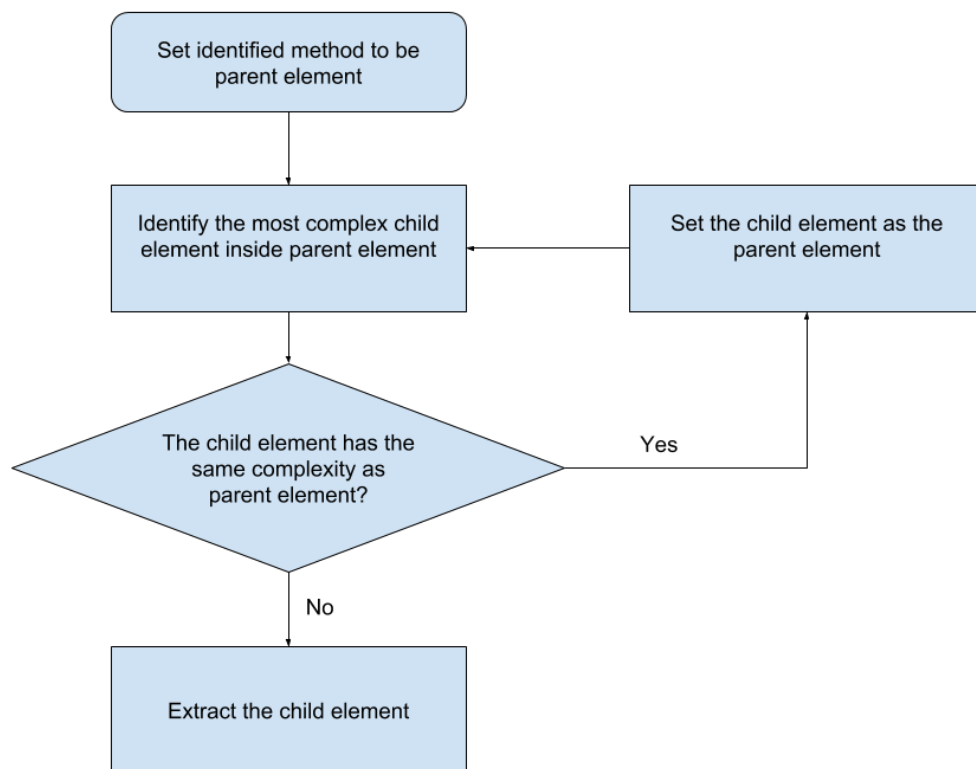 Set identified method to be
parent element
Identify the most complex child
element inside parent element
Set the child element as the
parent element
The child element has the
same complexity as
parent element?
Yes
No
Extract the child element